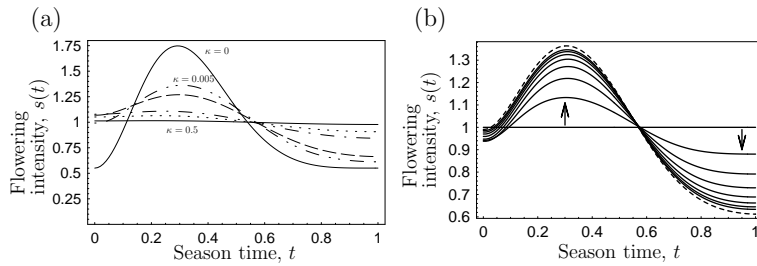 (a)
1.75
1.5
1.25
1
0.75
0.5
0.25
κ=0
κ=0.005
κ=0.5
0 0.2 0.4 0.6 0.8 1
Season time, t
Flowering
intensity, s(t)
(b)
1.3
1.2
1.1
1
0.9
0.8
0.7
0.6
0 0.2 0.4 0.6 0.8 1
Season time, t
Flowering
intensity, s(t)